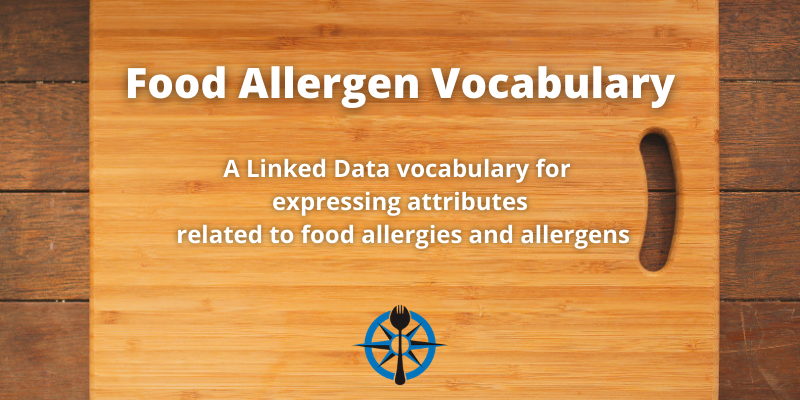 Food Allergen Vocabulary
A Linked Data vocabulary for
expressing attributes
related to food allergies and allergens